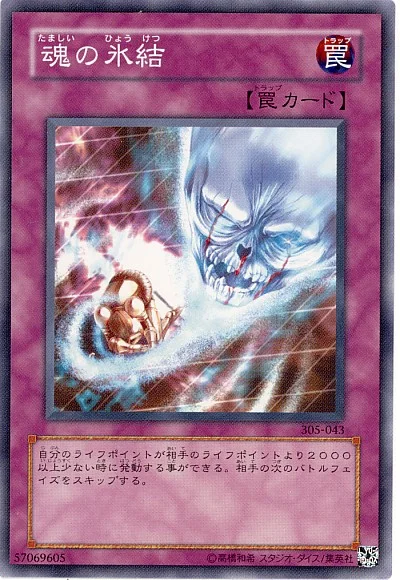 たましい ひょう けつ
魂の氷結
トラップ
罠
トラップ
【罠カード】
305-043
自分のライフポイントが相手のライフポイントより2000
以上少ない時に発動する事ができる。相手の次のバトルフェ
イズをスキップする。
57069605
©高橋和希 スタジオ・ダイス/集英社